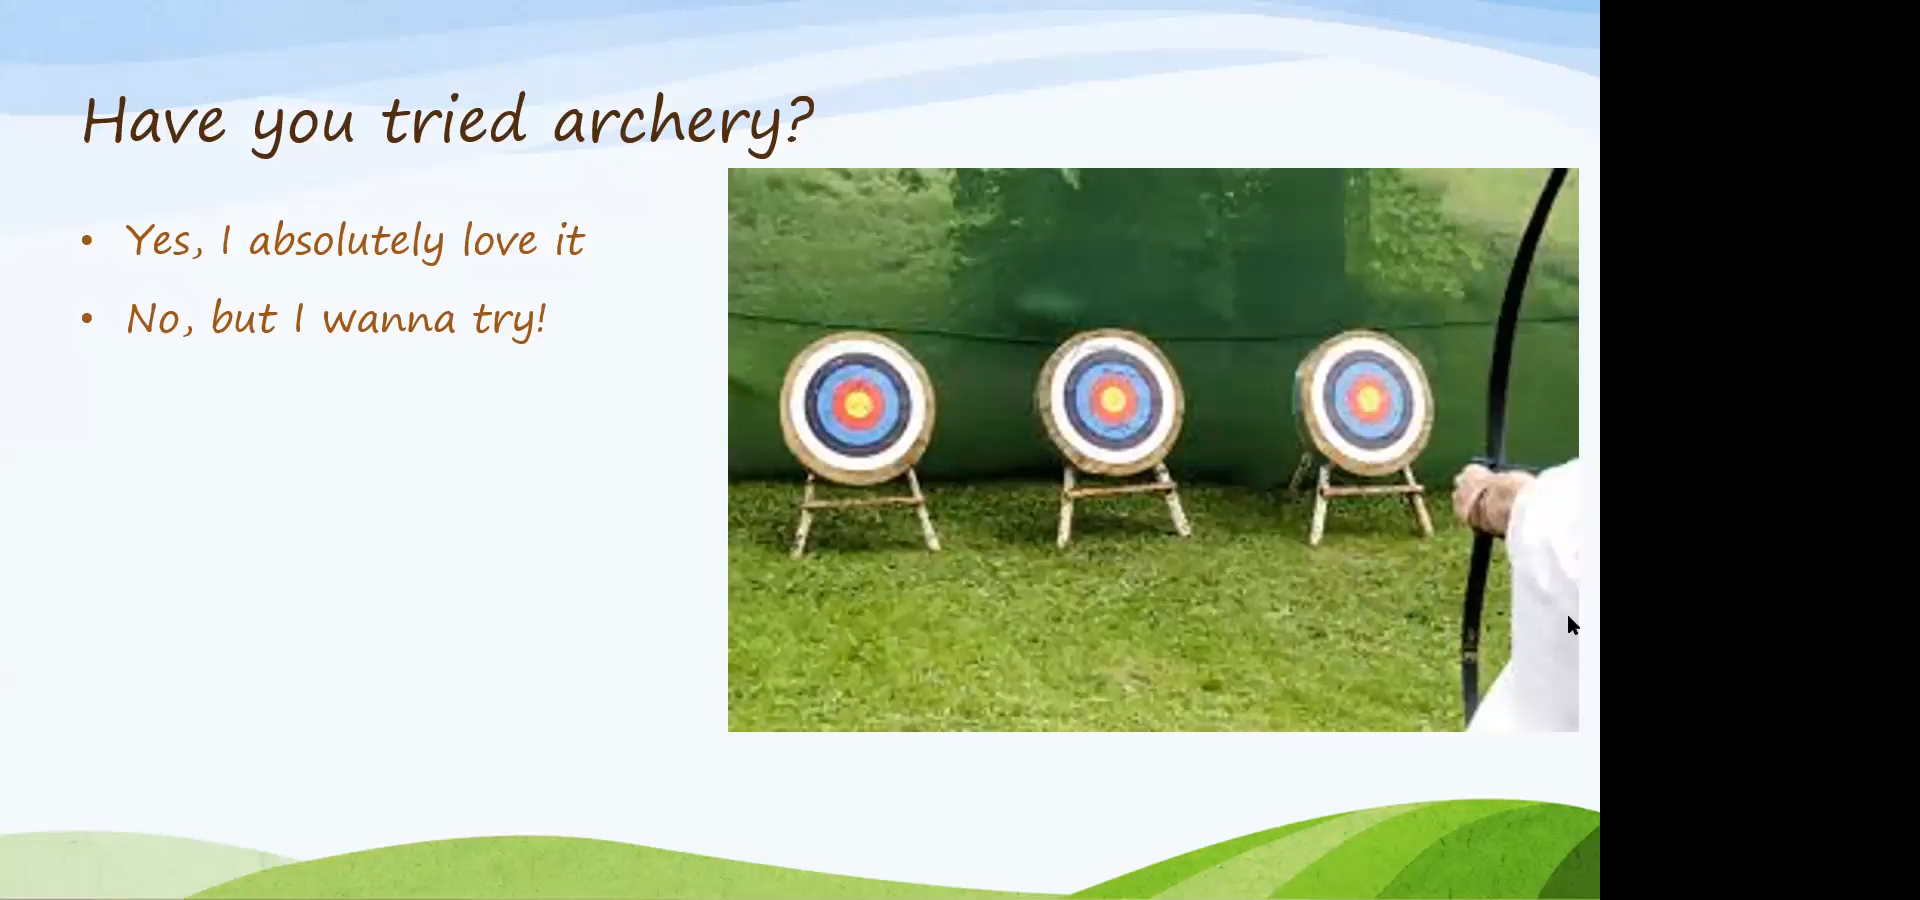 Have you tried archery?
• Yes, I absolutely love it
• No, but I wanna try!